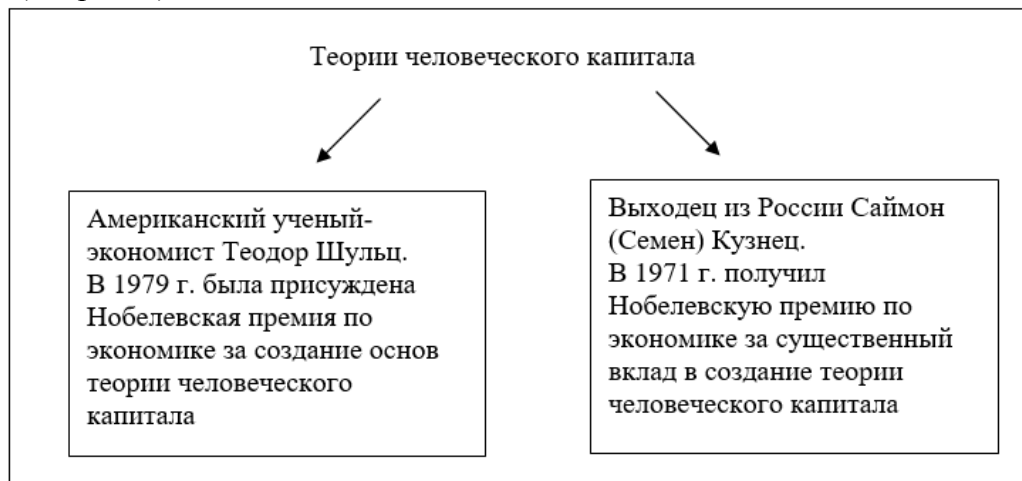 Теории человеческого капитала
Американский ученый-
экономист Теодор Шульц.
В 1979 г. была присуждена
Нобелевская премия по
экономике за создание основ
теории человеческого
капитала
Выходец из России Саймон
(Семен) Кузнец.
В 1971 г. получил
Нобелевскую премию по
экономике за существенный
вклад в создание теории
человеческого капитала